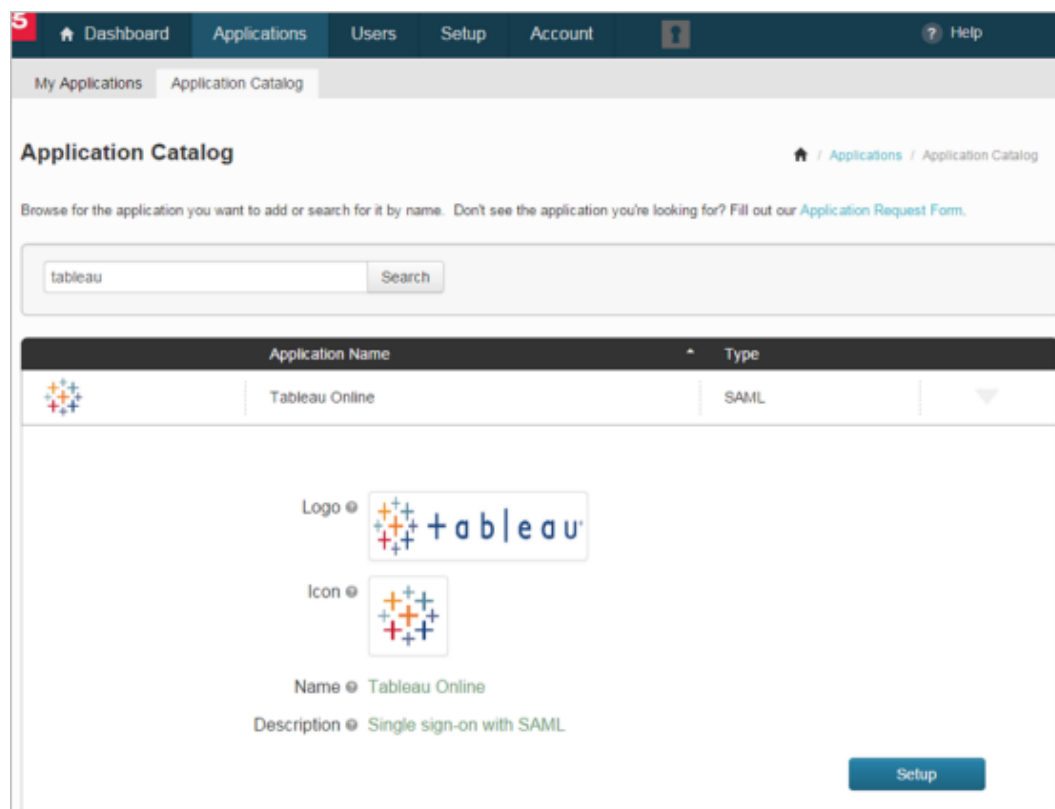 5 Dashboard Applications Users Setup Account ? Help
My Applications Application Catalog
Application Catalog / Applications / Application Catalog
Browse for the application you want to add or search for it by name. Don't see the application you're looking for? Fill out our Application Request Form.
tableau Search
Application Name Type
Tableau Online SAML
Logo ? + a b l e a u
Icon ?
Name ? Tableau Online
Description ? Single sign-on with SAML
Setup